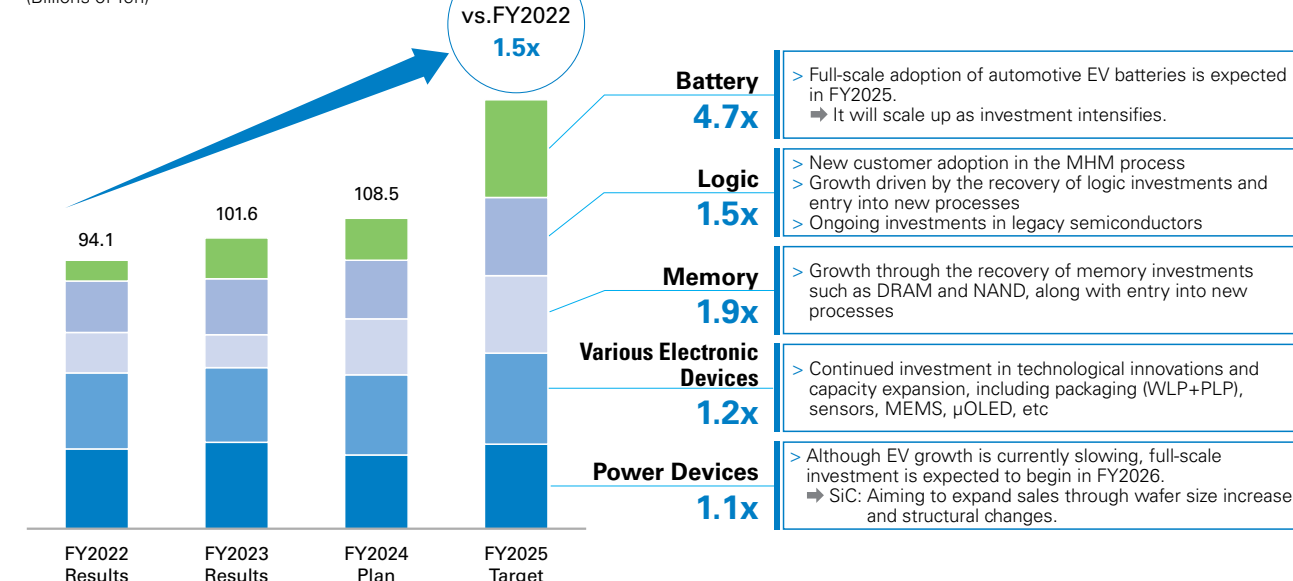 (Billions of Yen)
vs.FY2022
1.5x
94.1
101.6
108.5
Battery
4.7x
> Full-scale adoption of automotive EV batteries is expected
in FY2025.
➡ It will scale up as investment intensifies.
Logic
1.5x
> New customer adoption in the MHM process
> Growth driven by the recovery of logic investments and
entry into new processes
> Ongoing investments in legacy semiconductors
Memory
1.9x
> Growth through the recovery of memory investments
such as DRAM and NAND, along with entry into new
processes
Various Electronic
Devices
1.2x
> Continued investment in technological innovations and
capacity expansion, including packaging (WLP+PLP),
sensors, MEMS, μOLED, etc
Power Devices
1.1x
> Although EV growth is currently slowing, full-scale
investment is expected to begin in FY2026.
➡ SiC: Aiming to expand sales through wafer size increase
and structural changes.
FY2022
Results
FY2023
Results
FY2024
Plan
FY2025
Target